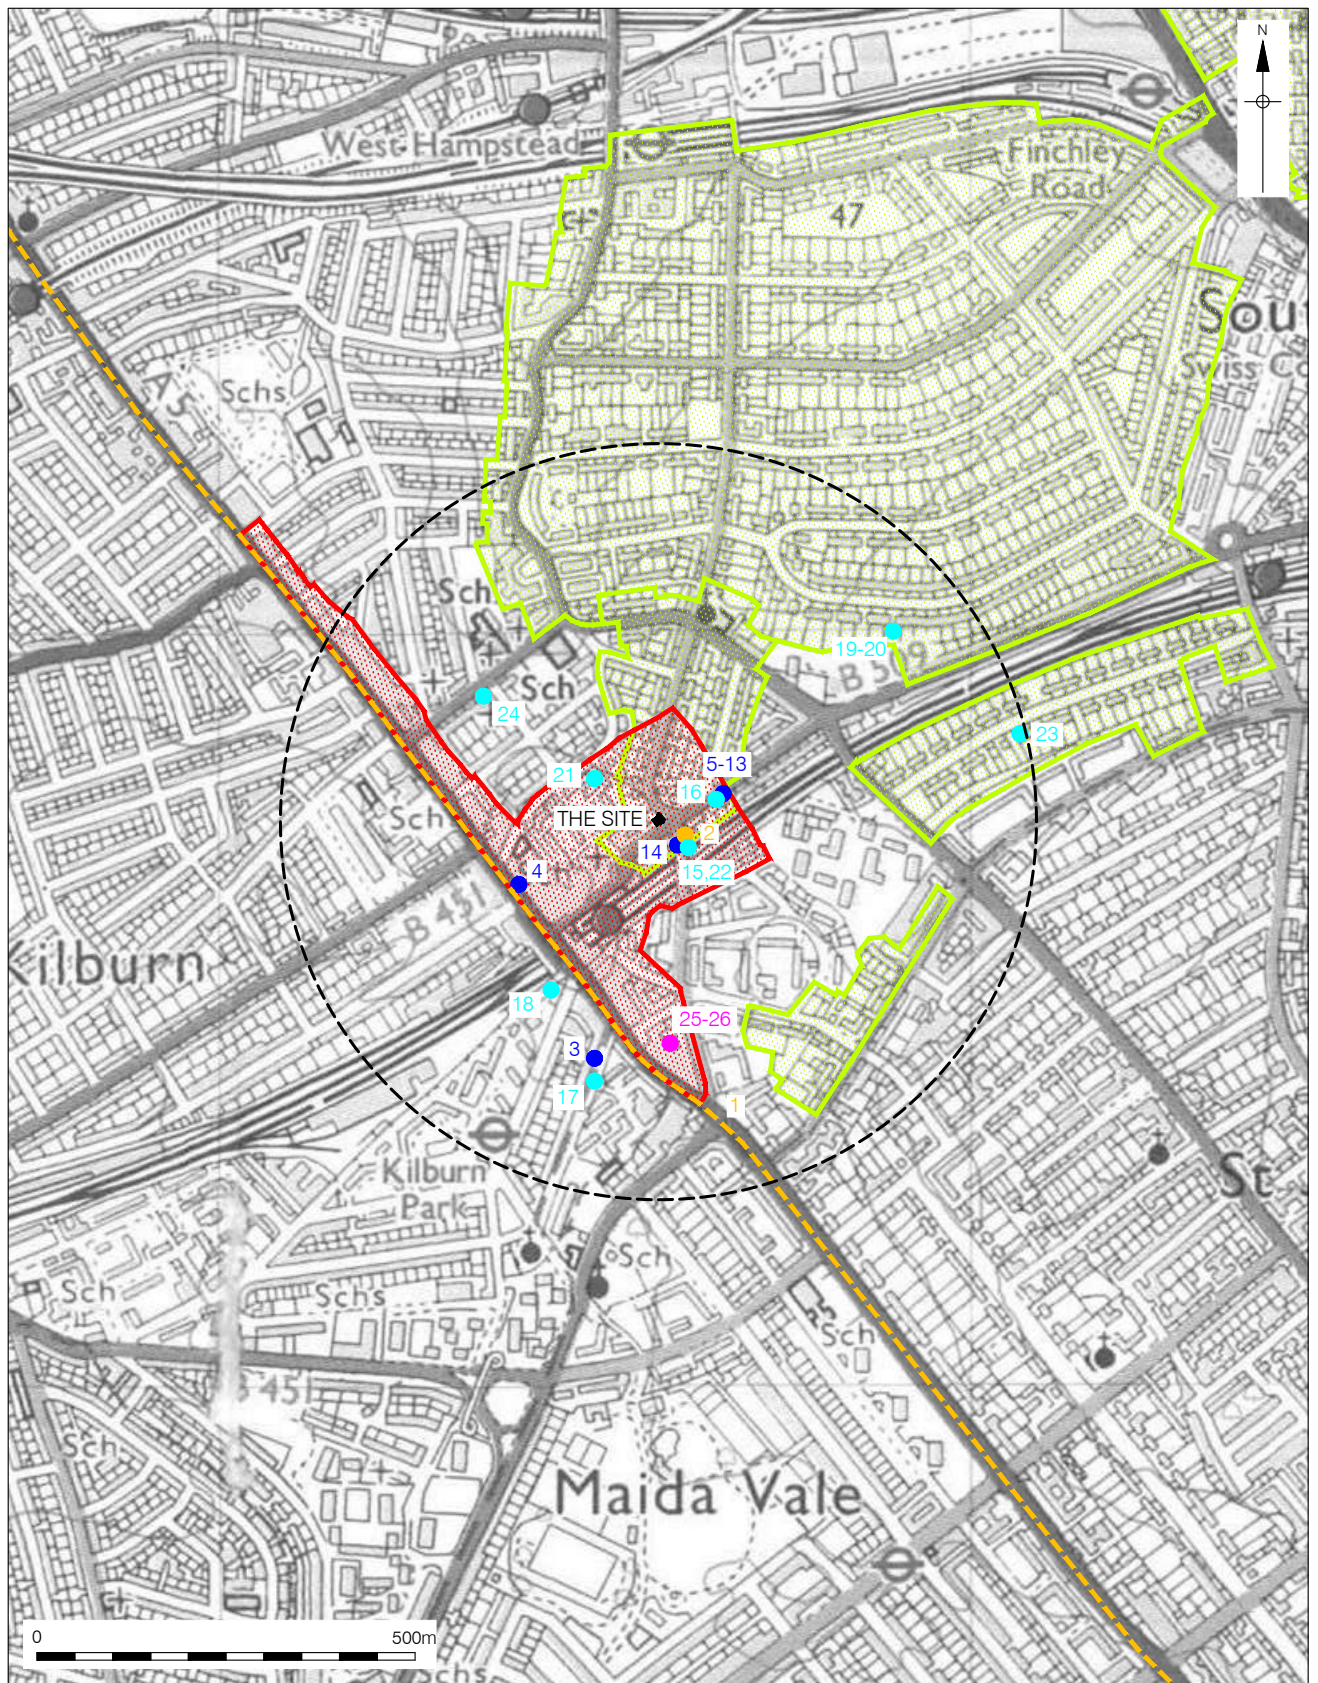 N
West Hampstead
Finchley
Road
47
Sou
Swiss Co
A5
Schs
Sch
19-20
B 509
24
Sch
23
5-13
21
16
THE SITE
2
14
15,22
Sch
4
B 451
Kilburn
18
25-26
3
17
1
Kilburn
Park
St
Sch
Sch
Schs
Sch
451
Sch
Maida Vale
0
500m
Schs